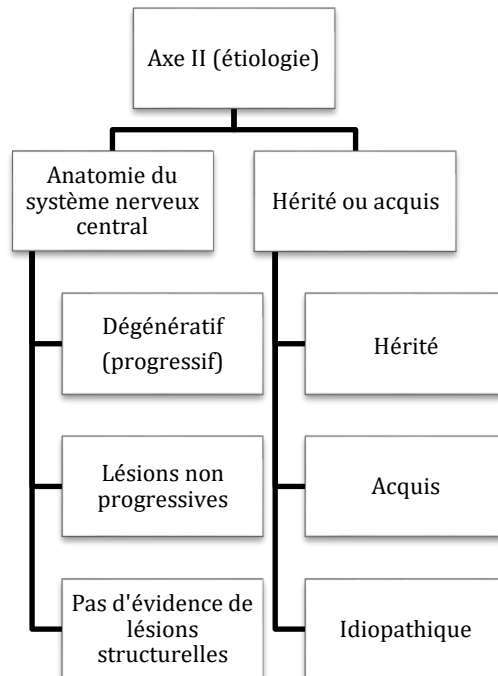 Axe II (étiologie)
Anatomie du
système nerveux
central
Hérité ou acquis
Dégénératif
(progressif)
Hérité
Lésions non
progressives
Acquis
Pas d'évidence de
lésions
structurelles
Idiopathique